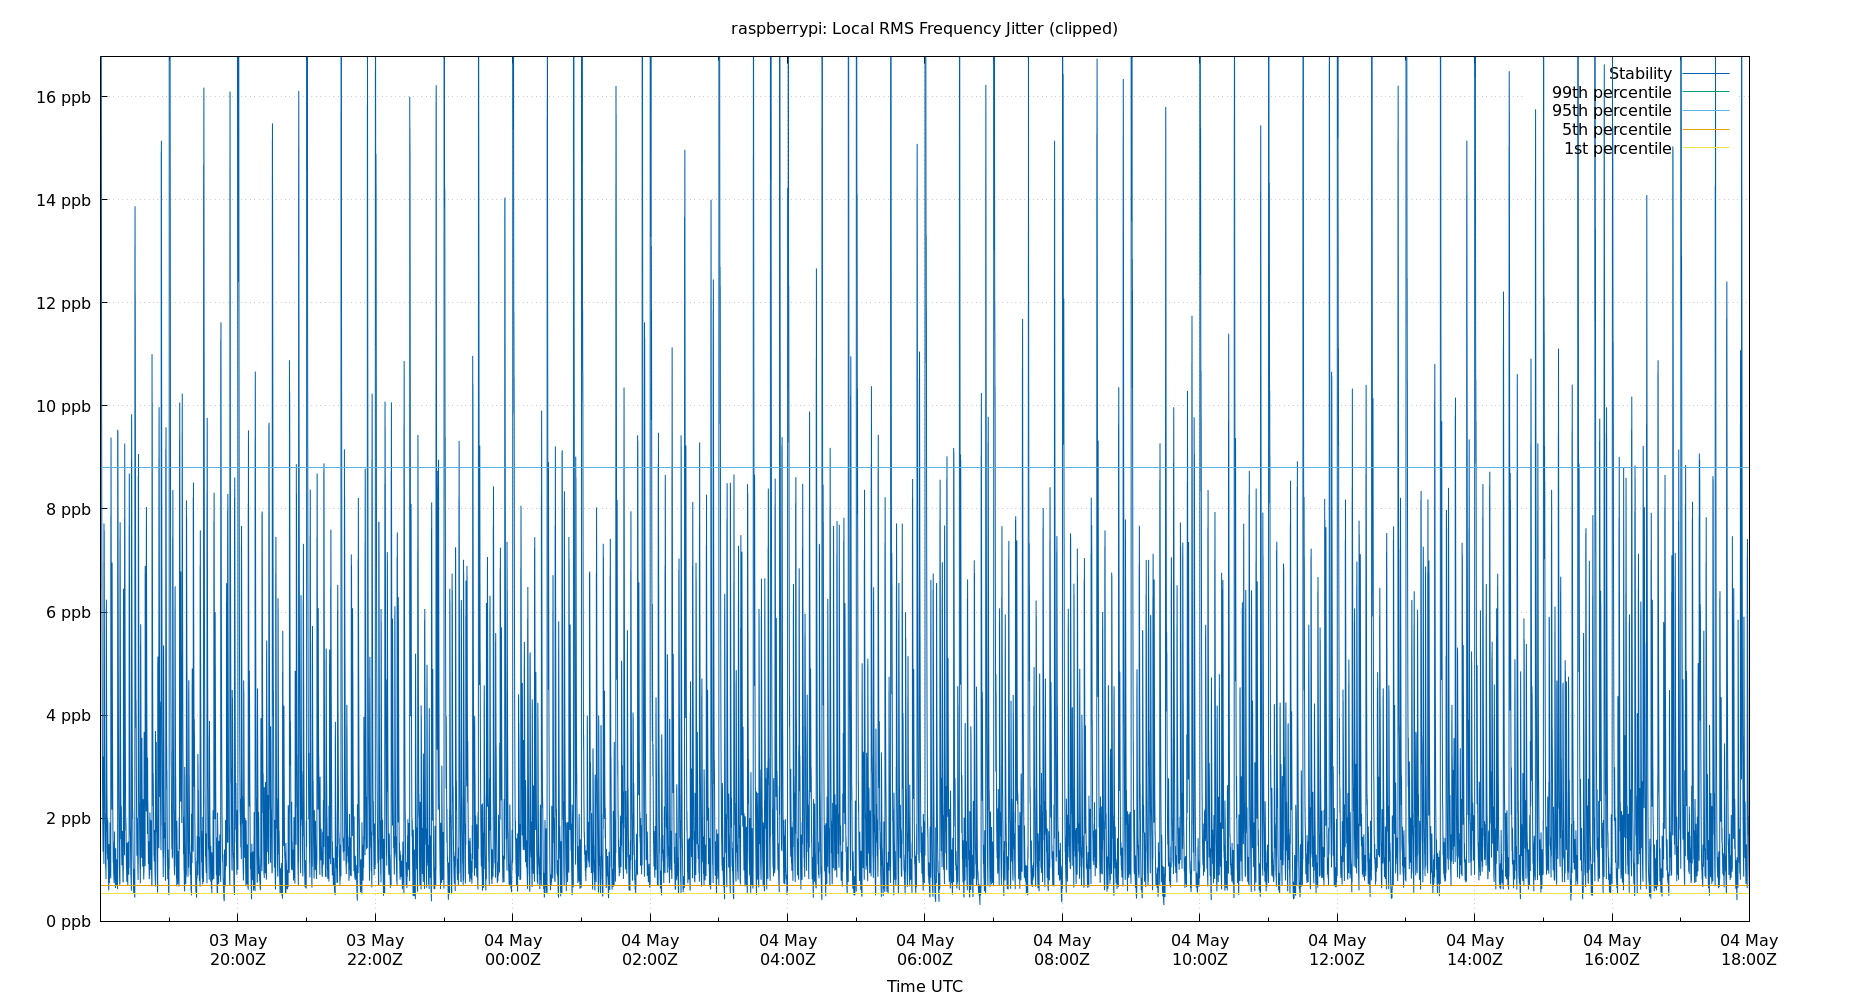 raspberrypi: Local RMS Frequency Jitter (clipped)
Stability
99th percentile
95th percentile
5th percentile
1st percentile
16 ppb
14 ppb
12 ppb
10 ppb
8 ppb
6 ppb
4 ppb
2 ppb
0 ppb
03 May 03 May 04 May 04 May 04 May 04 May 04 May 04 May 04 May 04 May 04 May 04 May
20:00Z 22:00Z 00:00Z 02:00Z 04:00Z 06:00Z 08:00Z 10:00Z 12:00Z 14:00Z 16:00Z 18:00Z
Time UTC